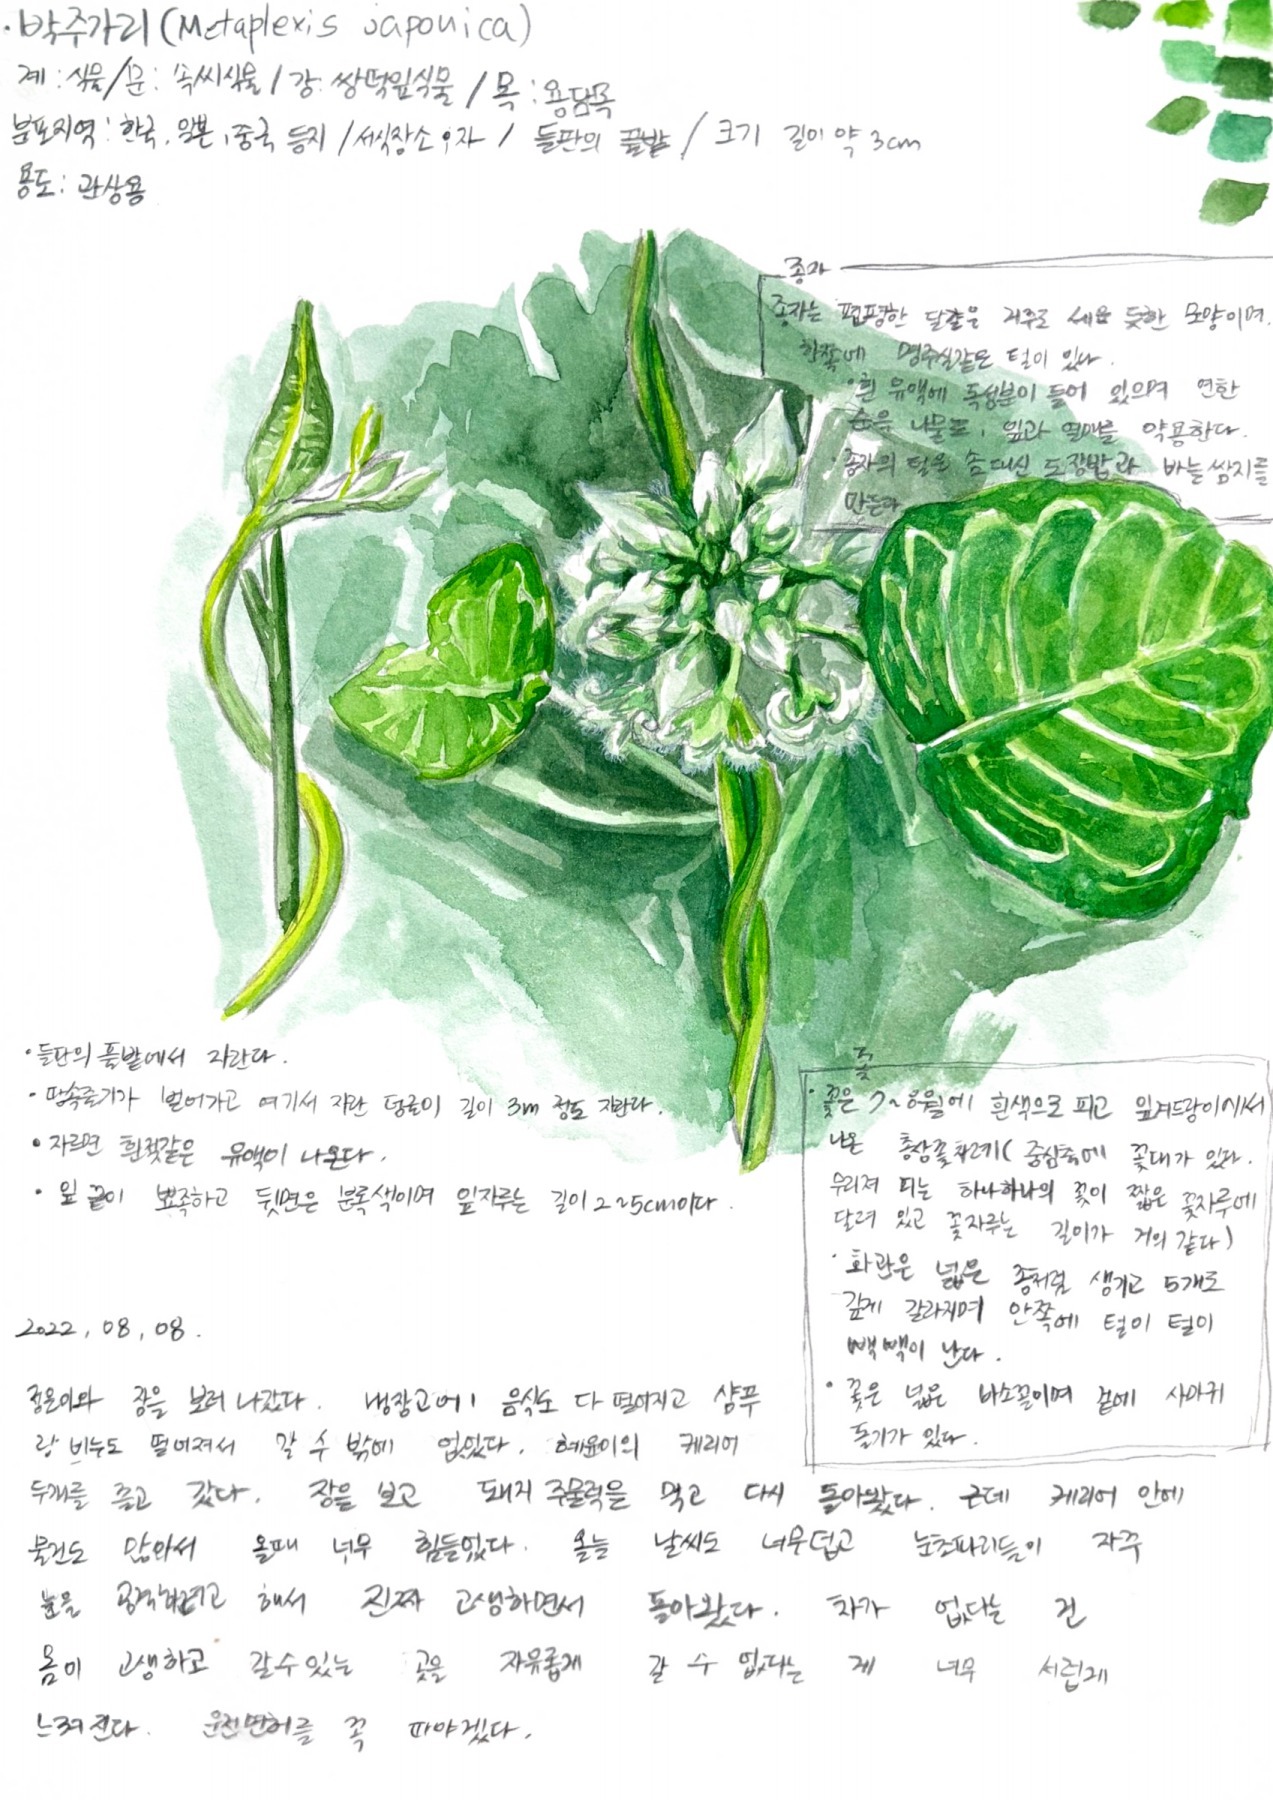 ·박주가리(Metaplexis japonica)
계:식물/문: 속씨식물/강: 쌍떡잎식물/목:용담목
분포지역: 한국, 일본, 중국 등지/서식장소 / 들판의 풀밭/크기 길이 약 3cm
용도: 관상용
종자
종자는 편평한 달걀을 거꾸로 세운 듯한 모양이며,
한쪽에 명주실같은 털이 있다.
·흰 유액에 독성분이 들어 있으며 연한
순을 나물로, 잎과 열매를 약용한다.
·종자의 털은 솜대신 도장밥과 바늘쌈지를
만든다
·들판의 풀밭에서 자란다.
·땅속줄기가 벋어가고 여기서 자란 덩굴이 길이 3m 정도 자란다.
·자르면 흰젖같은 유액이 나온다.
·잎 끝이 뾰족하고 뒷면은 분록색이며 잎자루는 길이 2~5cm이다.
꽃
·꽃은 7~8월에 흰색으로 피고 잎겨드랑이에서
나온 총상꽃차례(중심축에 꽃대가 있다.
무리져 피는 하나하나의 꽃이 짧은 꽃자루에
달려 있고 꽃자루는 길이가 거의 같다)
·화관은 넓은 종처럼 생기고 5개로
깊게 갈라지며 안쪽에 털이 털이
빽빽이 난다.
·꽃은 넓은 바소꼴이며 겉에 사마귀
돌기가 있다.
2022, 08, 08.
장을 보러 나갔다. 냉장고에 음식도 다 떨어지고 샴푸
랑 비누도 떨어져서 갈 수 밖에 없었다. 혜윤이의 케리어
두개를 들고 갔다. 장을 보고 돼지 주물럭을 먹고 다시 돌아왔다. 근데 케리어 안에
물건도 많아서 올때 너무 힘들었다. 오늘 날씨도 너무덥고 눈초파리들이 자꾸
눈을 공격하려고 해서 진짜 고생하면서 돌아왔다. 차가 없다는 건
몸이 고생하고 갈수있는 곳을 자유롭게 갈 수 없다는 게 너무 서럽게
느껴진다. 운전면허를 꼭 따야겠다.